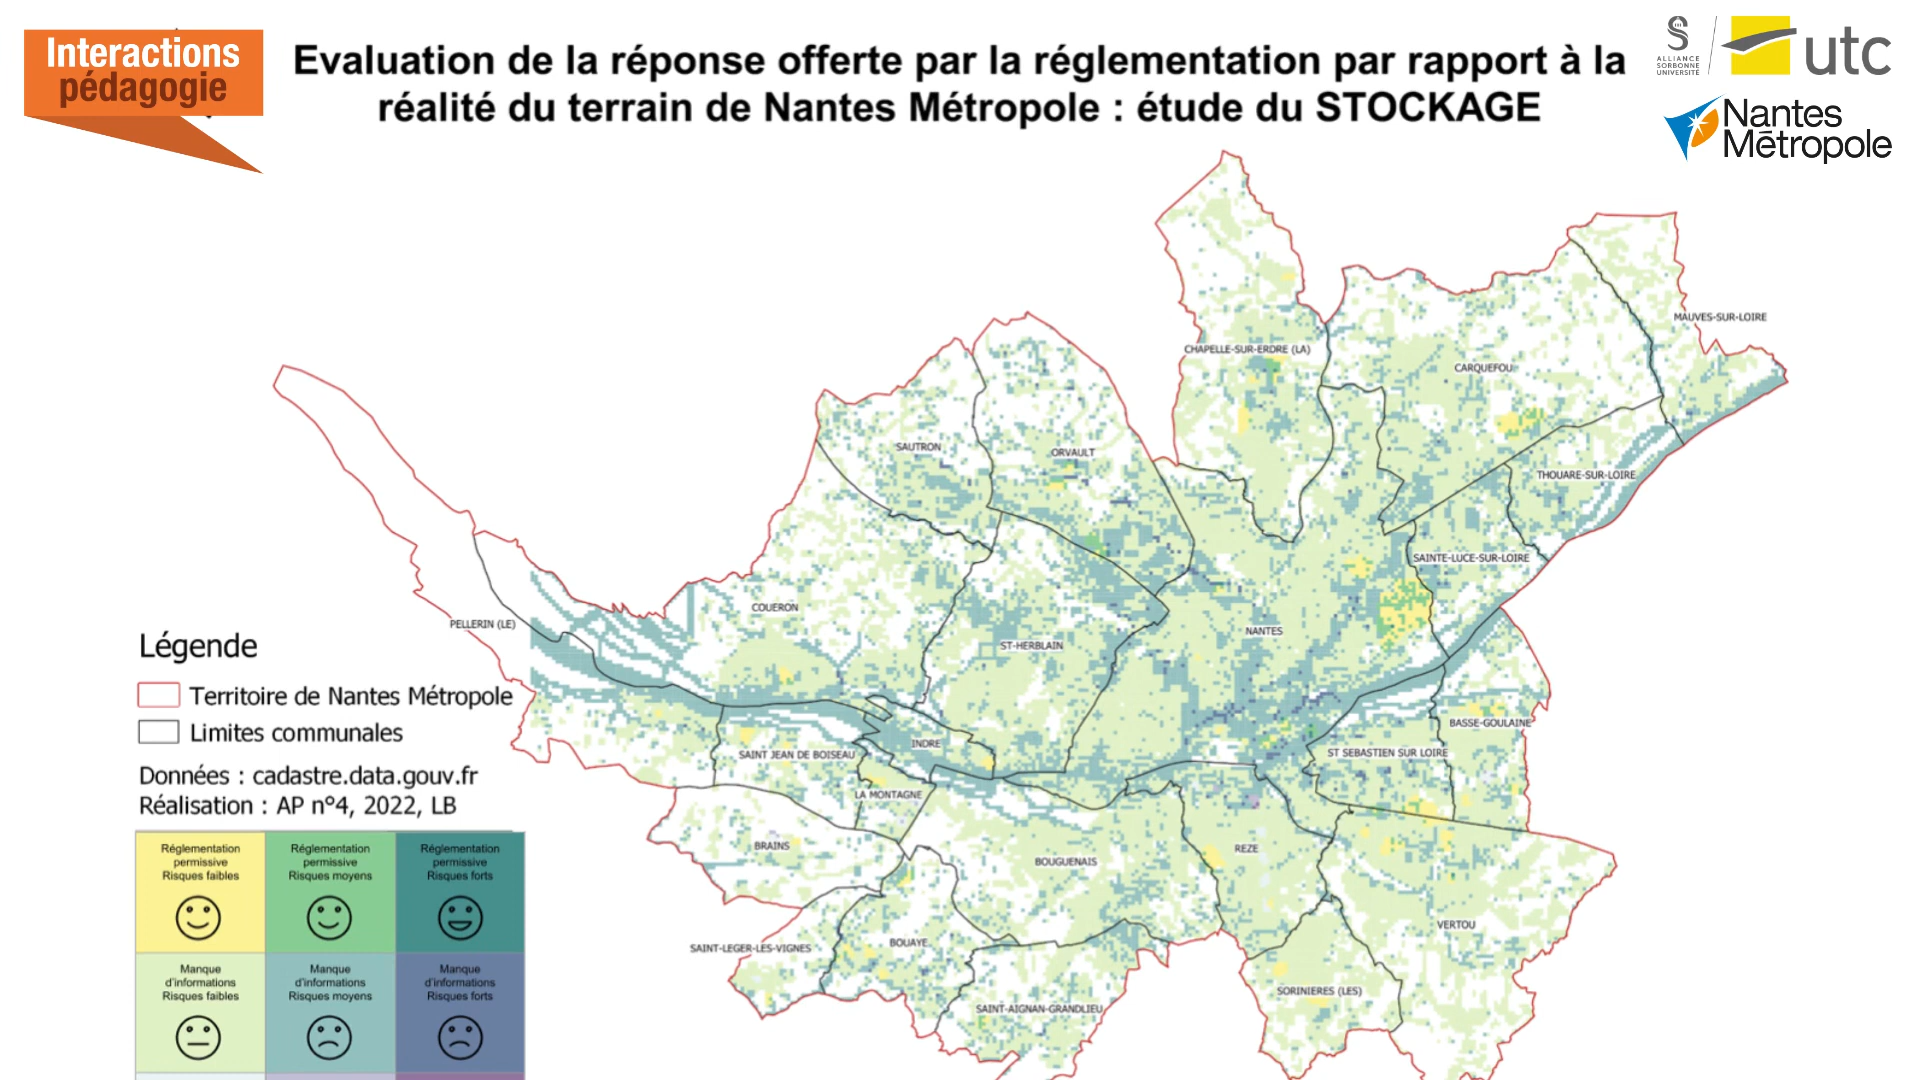 Interactions
pédagogie
Evaluation de la réponse offerte par la réglementation par rapport à la
réalité du terrain de Nantes Métropole : étude du STOCKAGE
ALLIANCE
SORBONNE
UNIVERSITÉ
utc
Nantes
Métropole
MAUVES-SUR-LOIRE
CHAPELLE-SUR-ERDRE (LA)
CARQUEFOU
SAUTRON
ORVAULT
THOUARE-SUR-LOIRE
SAINTE-LUCE-SUR-LOIRE
COUERON
PELLERIN (LE)
NANTES
ST-HERBLAIN
BASSE-GOULAINE
INDRE
SAINT JEAN DE BOISEAU
ST SEBASTIEN SUR LOIRE
LA MONTAGNE
BRAINS
REZE
BOUGUENAIS
VERTOU
SAINT-LEGER-LES-VIGNES
BOUAYE
SORINIERES (LES)
SAINT-AIGNAN-GRANDLIEU
Légende
Territoire de Nantes Métropole
Limites communales
Données : cadastre.data.gouv.fr
Réalisation : AP n°4, 2022, LB
Réglementation
permissive
Risques faibles
Réglementation
permissive
Risques moyens
Réglementation
permissive
Risques forts
Manque
d'informations
Risques faibles
Manque
d'informations
Risques moyens
Manque
d'informations
Risques forts